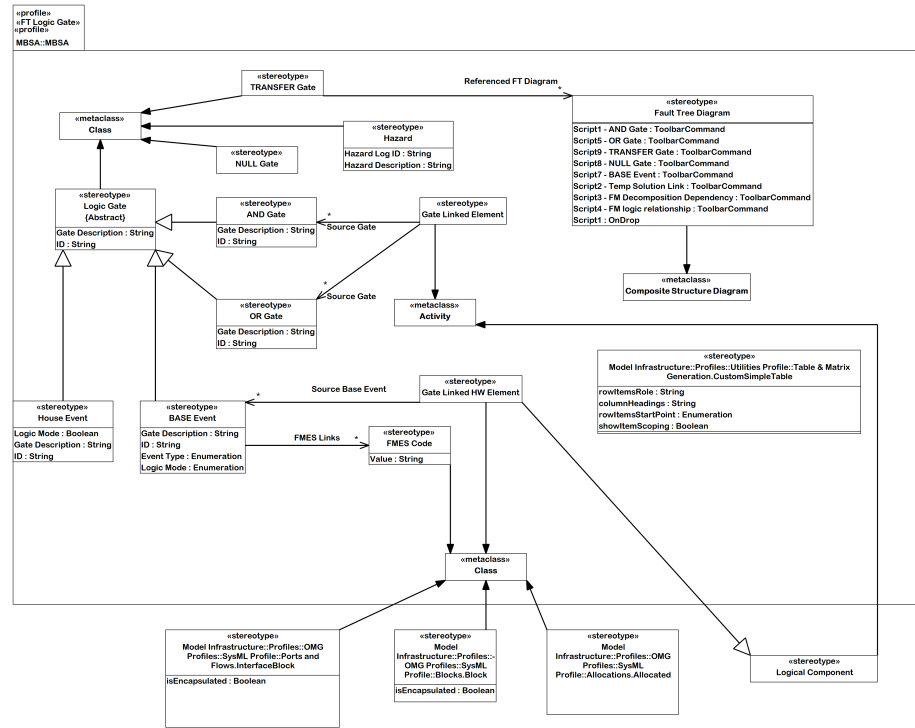 «profile»
«FT Logic Gate»
«profile»
MBSA::MBSA
«stereotype»
TRANSFER Gate
Referenced FT Diagram
*
«stereotype»
Fault Tree Diagram
Script1 - AND Gate : ToolbarCommand
Script5 - OR Gate : ToolbarCommand
Script9 - TRANSFER Gate : ToolbarCommand
Script8 - NULL Gate : ToolbarCommand
Script7 - BASE Event : ToolbarCommand
Script2 - Temp Solution Link : ToolbarCommand
Script3 - FM Decomposition Dependency : ToolbarCommand
Script4 - FM logic relationship : ToolbarCommand
Script1 : OnDrop
«metaclass»
Class
«stereotype»
Hazard
Hazard Log ID : String
Hazard Description : String
«stereotype»
NULL Gate
«stereotype»
Logic Gate
{Abstract}
Gate Description : String
ID : String
«stereotype»
AND Gate
Gate Description : String
ID : String
*
Source Gate
«stereotype»
Gate Linked Element
*
Source Gate
«stereotype»
OR Gate
Gate Description : String
ID : String
«metaclass»
Composite Structure Diagram
«metaclass»
Activity
«stereotype»
Model Infrastructure::Profiles::Utilities Profile::Table & Matrix
Generation.CustomSimpleTable
rowItemsRole : String
columnHeadings : String
rowItemsStartPoint : Enumeration
showItemScoping : Boolean
Source Base Event
*
«stereotype»
Gate Linked HW Element
«stereotype»
House Event
Logic Mode : Boolean
Gate Description : String
ID : String
«stereotype»
BASE Event
Gate Description : String
ID : String
Event Type : Enumeration
Logic Mode : Enumeration
FMES Links
*
«stereotype»
FMES Code
Value : String
«metaclass»
Class
«stereotype»
Model Infrastructure::Profiles::OMG
Profiles::SysML Profile::Ports and
Flows.InterfaceBlock
isEncapsulated : Boolean
«stereotype»
Model
Infrastructure::Profiles::-
OMG Profiles::SysML
Profile::Blocks.Block
isEncapsulated : Boolean
«stereotype»
Model
Infrastructure::Profiles::OMG
Profiles::SysML
Profile::Allocations.Allocated
«stereotype»
Logical Component